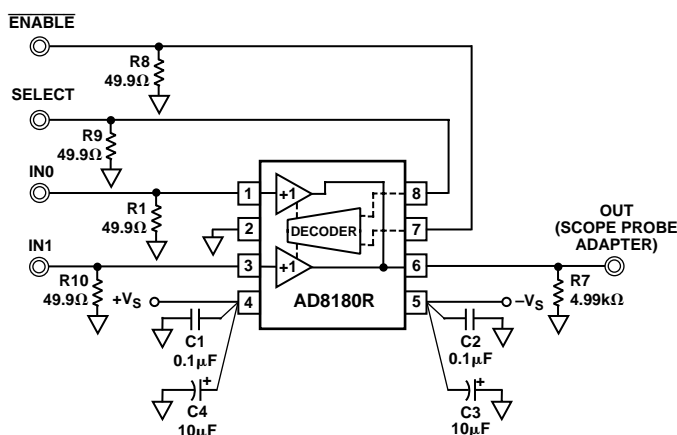 ENABLE
R8
49.9Ω
SELECT
R9
49.9Ω
IN0
R1
49.9Ω
IN1
R10
49.9Ω
+VS
C1
0.1µF
C4
+
10µF
1
2
3
4
+1
DECODER
+1
AD8180R
8
7
6
5
OUT
(SCOPE PROBE
ADAPTER)
R7
4.99kΩ
–VS
C2
0.1µF
+
C3
10µF